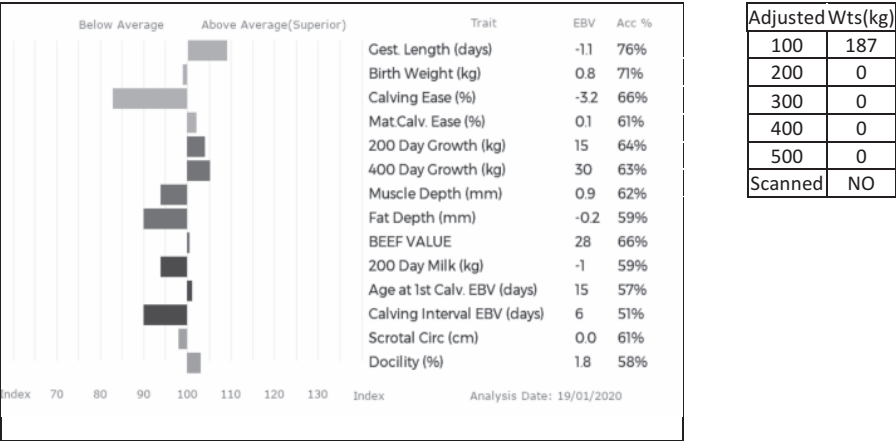 Below Average Above Average(Superior) Trait EBV Acc %
Gest. Length (days) -1.1 76%
Birth Weight (kg) 0.8 71%
Calving Ease (%) -3.2 66%
Mat.Calv. Ease (%) 0.1 61%
200 Day Growth (kg) 15 64%
400 Day Growth (kg) 30 63%
Muscle Depth (mm) 0.9 62%
Fat Depth (mm) -0.2 59%
BEEF VALUE 28 66%
200 Day Milk (kg) -1 59%
Age at 1st Calv. EBV (days) 15 57%
Calving Interval EBV (days) 6 51%
Scrotal Circ (cm) 0.0 61%
Docility (%) 1.8 58%
Index 70 80 90 100 110 120 130 Index Analysis Date: 19/01/2020
Adjusted Wts(kg)
100 187
200 0
300 0
400 0
500 0
Scanned NO